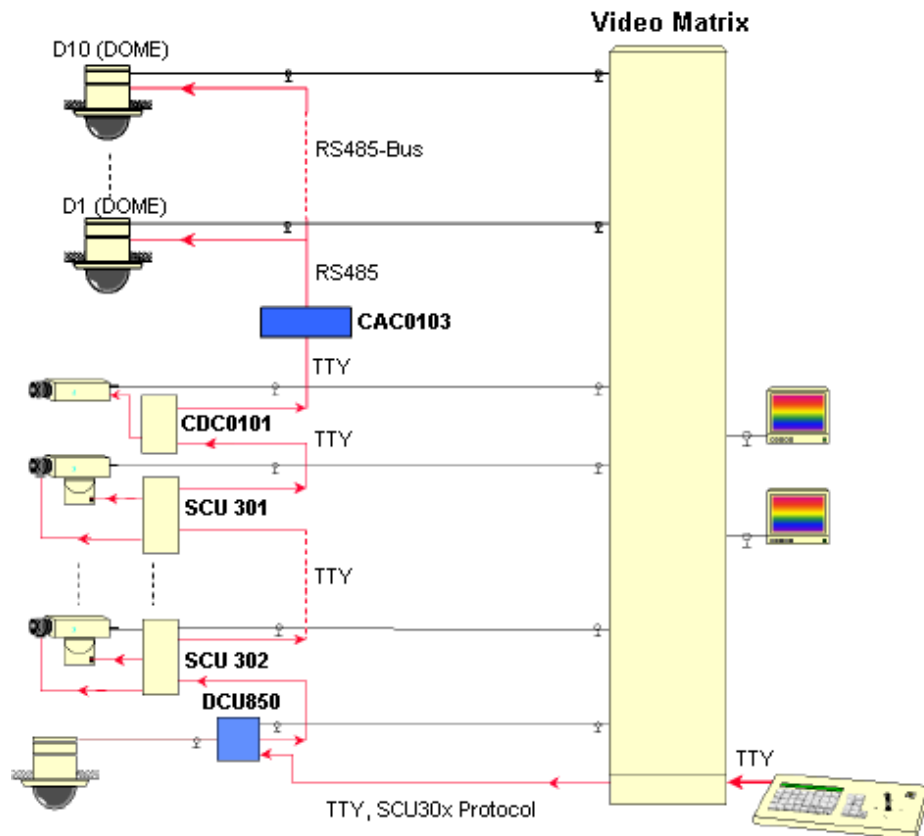 Video Matrix
D10 (DOME)
RS485-Bus
D1 (DOME)
RS485
CAC0103
TTY
CDC0101
TTY
SCU 301
TTY
SCU 302
DCU850
TTY
TTY, SCU30x Protocol